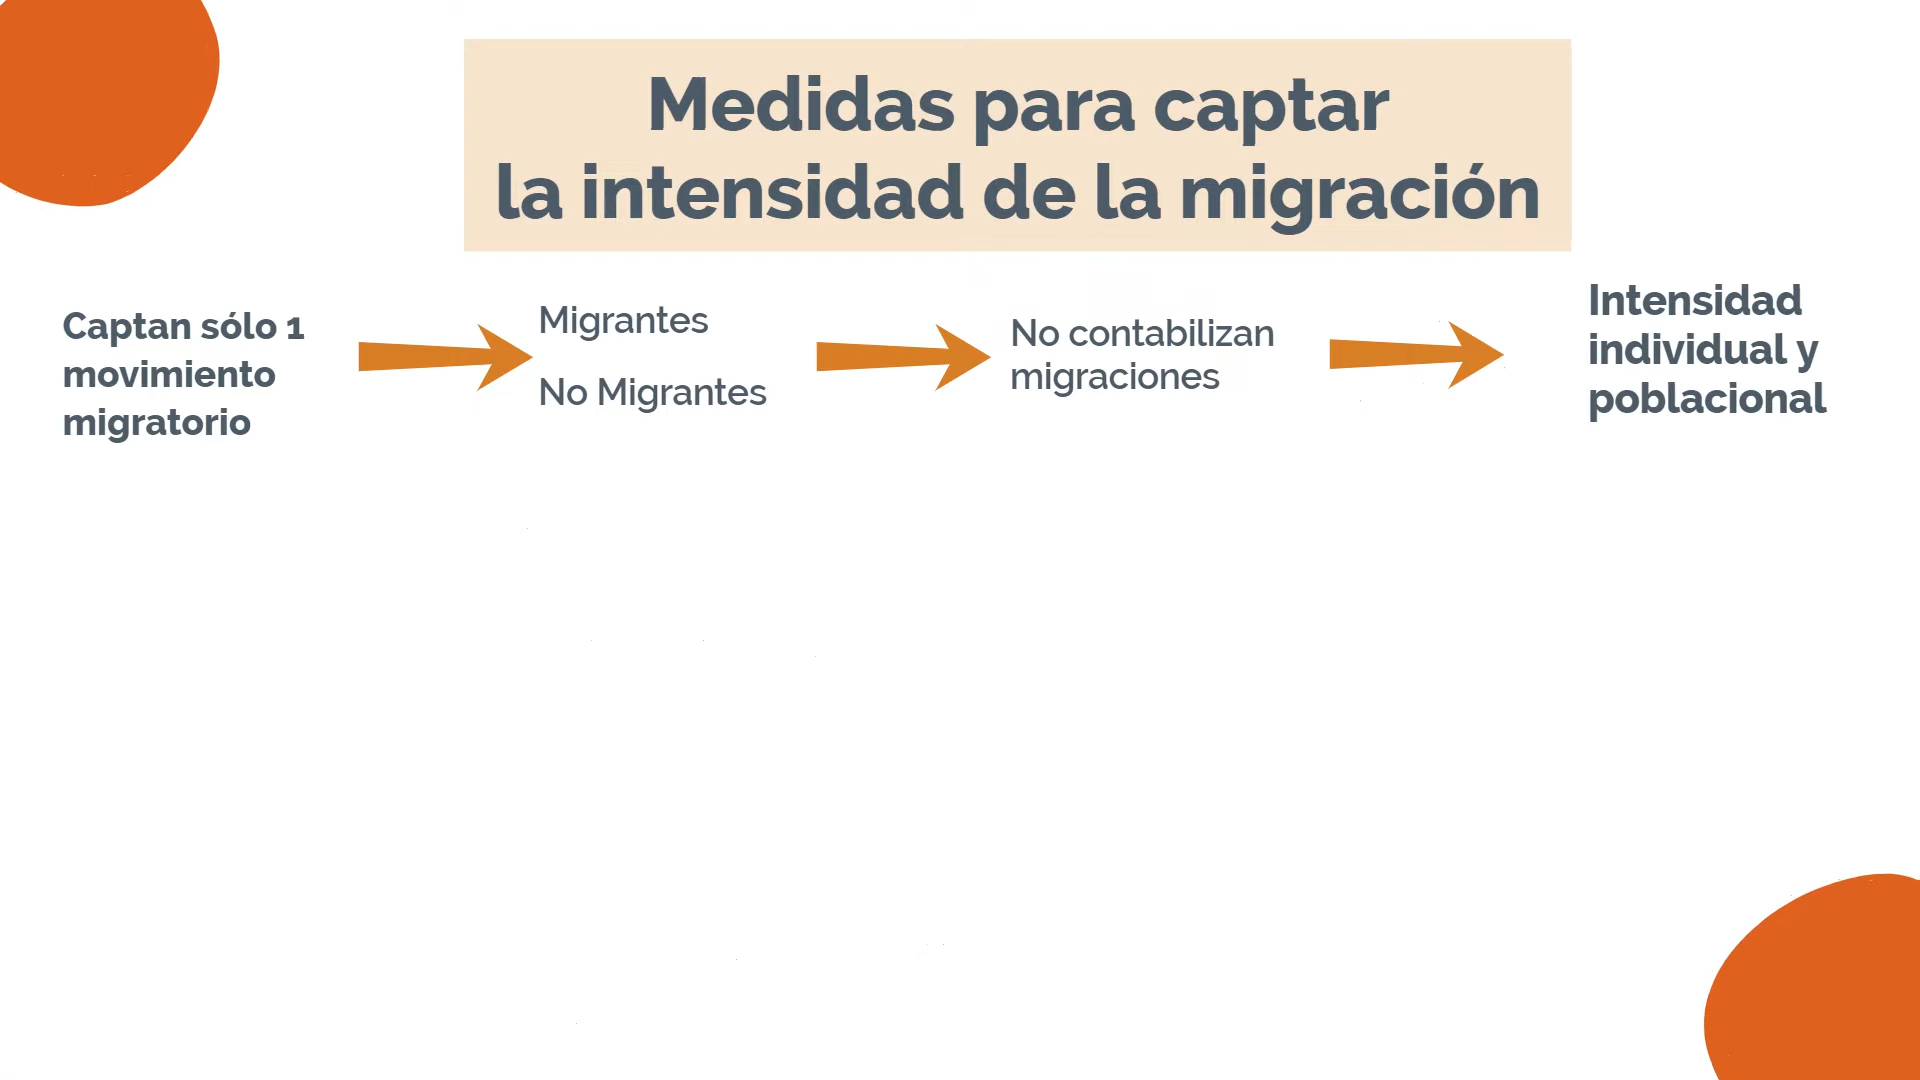 Medidas para captar
la intensidad de la migración
Captan sólo 1
movimiento
migratorio
Migrantes
No Migrantes
No contabilizan
migraciones
Intensidad
individual y
poblacional